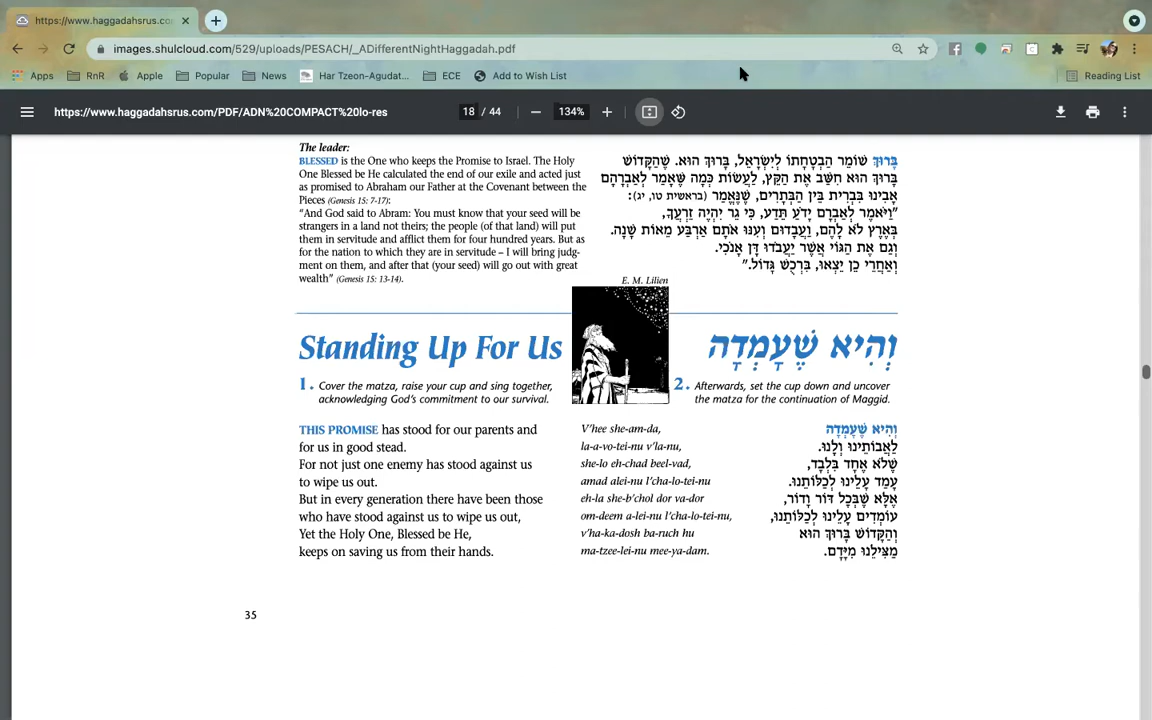 https://www.haggadahsrus.co
images.shulcloud.com/529/uploads/PESACH/_ADifferentNightHaggadah.pdf
Apps RnR Apple Popular News Har Tzeon-Agudat... ECE Add to Wish List Reading List
https://www.haggadahsrus.com/PDF/ADN%20COMPACT%20lo-res 18 / 44 134%
The leader:
BLESSED is the One who keeps the Promise to Israel. The Holy
One Blessed be He calculated the end of our exile and acted just
as promised to Abraham our Father at the Covenant between the
Pieces (Genesis 15: 7-17):
"And God said to Abram: You must know that your seed will be
strangers in a land not theirs; the people (of that land) will put
them in servitude and afflict them for four hundred years. But as
for the nation to which they are in servitude – I will bring judg-
ment on them, and after that (your seed) will go out with great
wealth" (Genesis 15: 13-14).
בָּרוּךְ שׁוֹמֵר הַבְטָחָתוֹ לְיִשְׂרָאֵל, בָּרוּךְ הוּא. שֶׁהַקָּדוֹשׁ
בָּרוּךְ הוּא חִשַּׁב אֶת הַקֵּץ, לַעֲשׂוֹת כְּמָה שֶּׁאָמַר לְאַבְרָהָם
אָבִינוּ בִּבְרִית בֵּין הַבְּתָרִים, שֶׁנֶּאֱמַר (בראשית טו, יג):
"וַיֹּאמֶר לְאַבְרָם יָדֹעַ תֵּדַע, כִּי גֵר יִהְיֶה זַרְעֲךָ,
בְּאֶרֶץ לֹא לָהֶם, וַעֲבָדוּם וְעִנּוּ אֹתָם אַרְבַּע מֵאוֹת שָׁנָה.
וְגַם אֶת הַגּוֹי אֲשֶׁר יַעֲבֹדוּ דָּן אָנֹכִי.
וְאַחֲרֵי כֵן יֵצְאוּ, בִּרְכֻשׁ גָּדוֹל."
E. M. Lilien
Standing Up For Us
וְהִיא שֶׁעָמְדָה
1. Cover the matza, raise your cup and sing together,
acknowledging God's commitment to our survival.
2. Afterwards, set the cup down and uncover
the matza for the continuation of Maggid.
THIS PROMISE has stood for our parents and
for us in good stead.
For not just one enemy has stood against us
to wipe us out.
But in every generation there have been those
who have stood against us to wipe us out,
Yet the Holy One, Blessed be He,
keeps on saving us from their hands.
V'hee she-am-da,
la-a-vo-tei-nu v'la-nu,
she-lo eh-chad beel-vad,
amad alei-nu l'cha-lo-tei-nu
eh-la she-b'chol dor va-dor
om-deem a-lei-nu l'cha-lo-tei-nu,
v'ha-ka-dosh ba-ruch hu
ma-tzee-lei-nu mee-ya-dam.
וְהִיא שֶׁעָמְדָה
לַאֲבוֹתֵינוּ וְלָנוּ.
שֶׁלֹא אֶחָד בִּלְבָד,
עָמַד עָלֵינוּ לְכַלּוֹתֵנוּ.
אֶלָּא שֶׁבְּכָל דּוֹר וָדוֹר,
עוֹמְדִים עָלֵינוּ לְכַלּוֹתֵנוּ,
וְהַקָּדוֹשׁ בָּרוּךְ הוּא
מַצִּילֵנוּ מִיָּדָם.
35